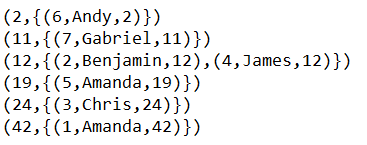 (2,{(6,Andy,2)})
(11,{(7,Gabriel,11)})
(12,{(2,Benjamin,12),(4,James,12)})
(19,{(5,Amanda,19)})
(24,{(3,Chris,24)})
(42,{(1,Amanda,42)})